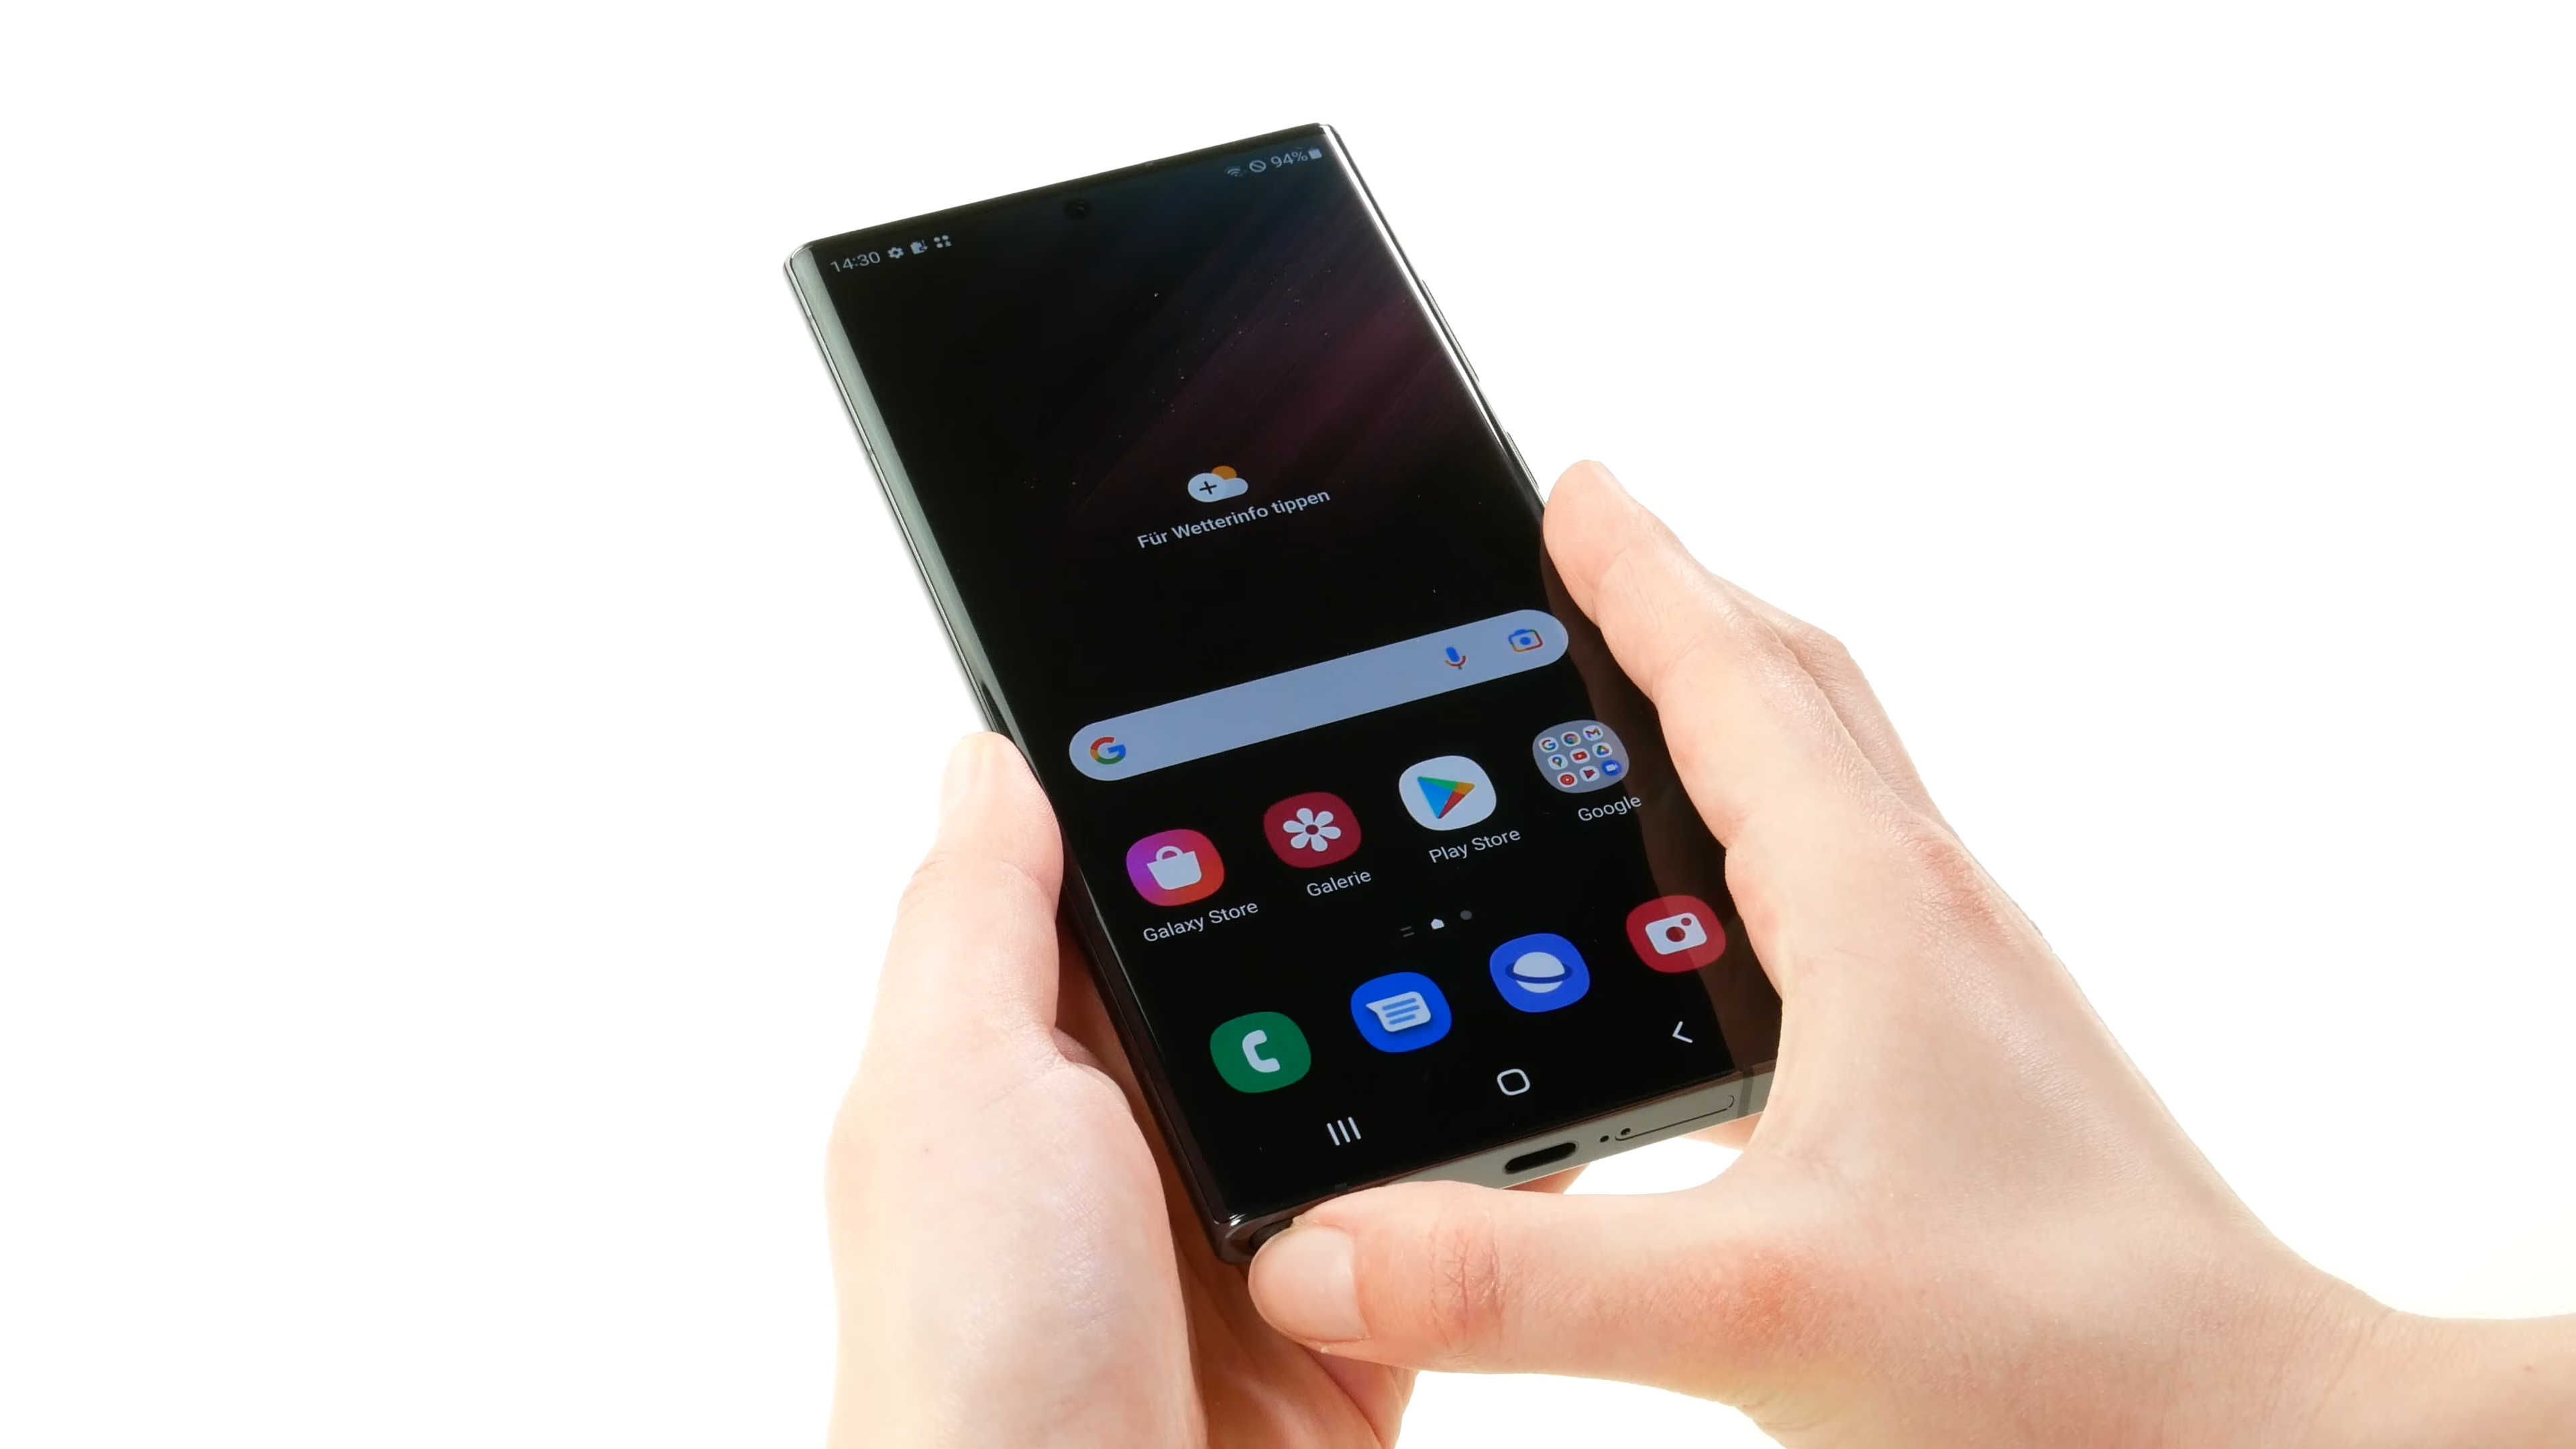 14:30
94%
Für Wetterinfo tippen
Galaxy Store
Galerie
Play Store
Google